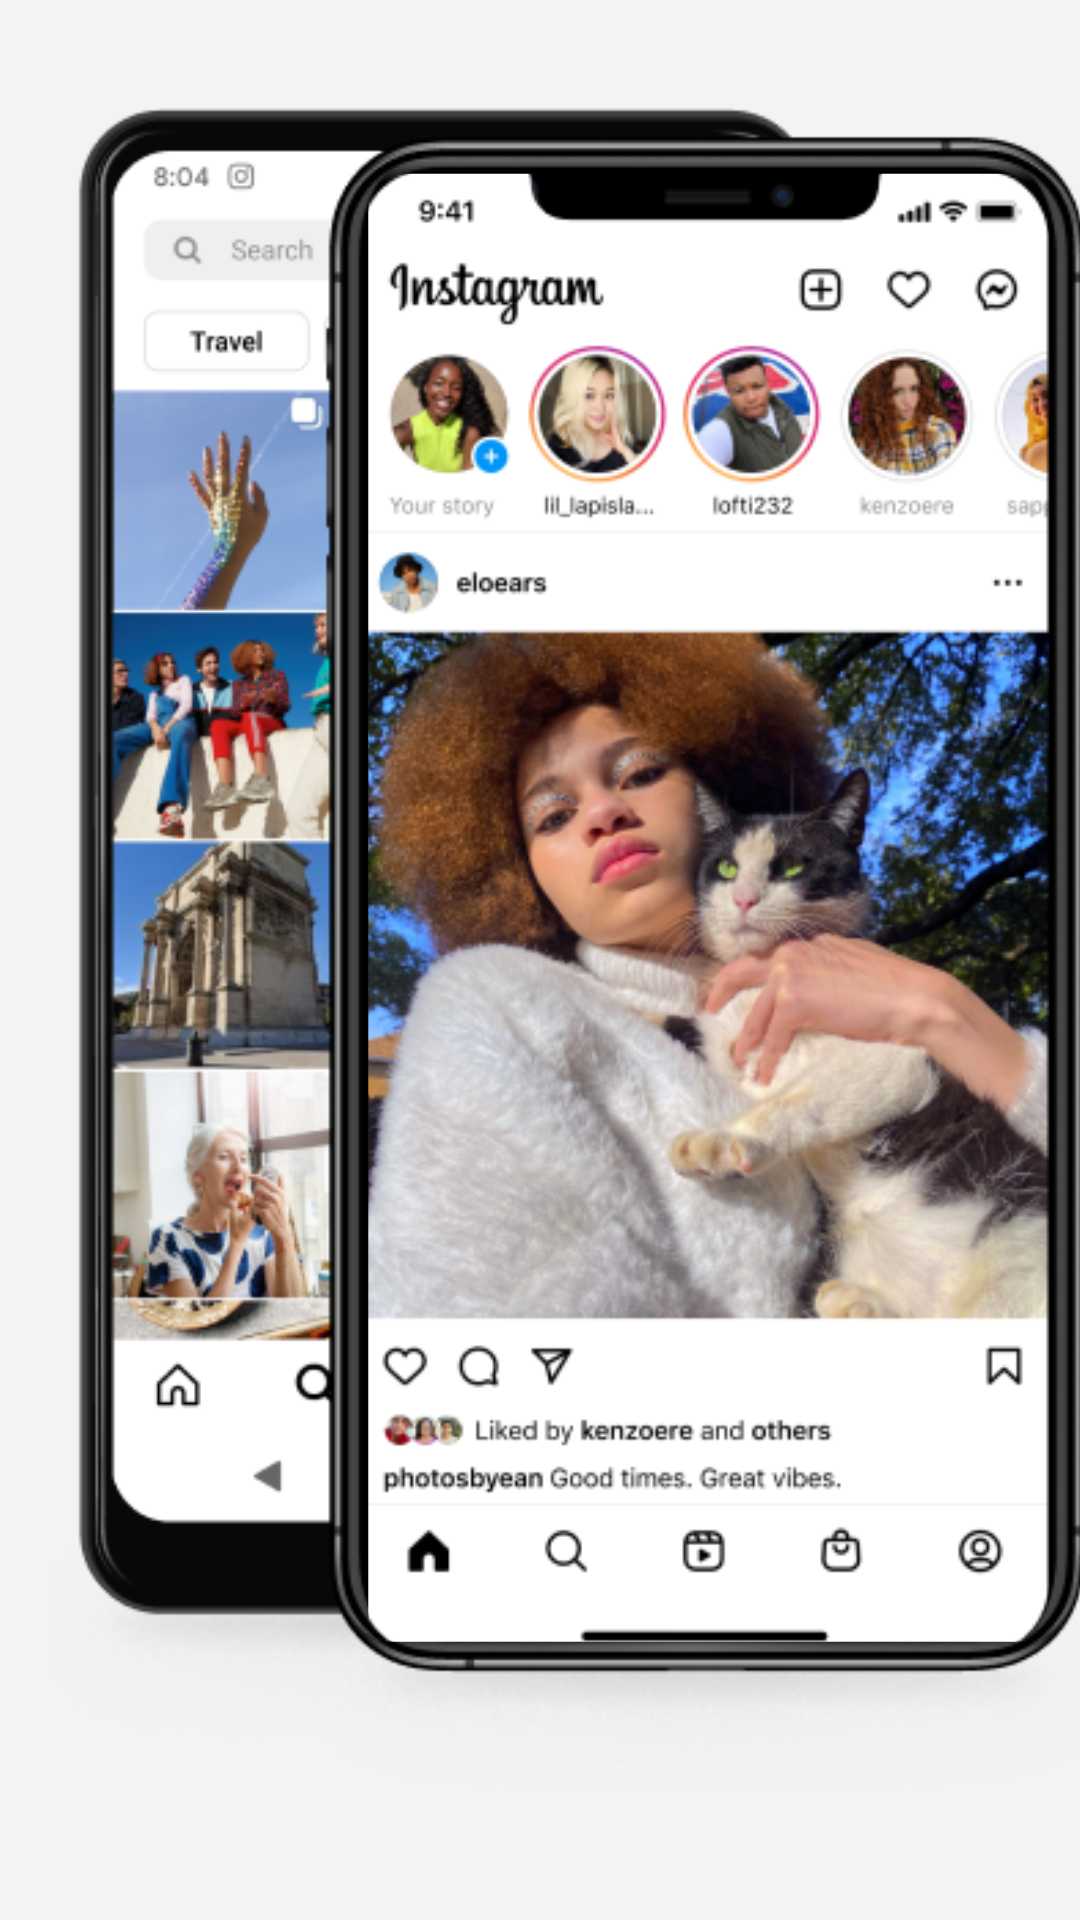 8:04
Search
Travel
9:41
Instagram
Your story
lil_lapisla...
lofti232
kenzoere
sapp
eloears
Liked by kenzoere and others
photosbyean Good times. Great vibes.